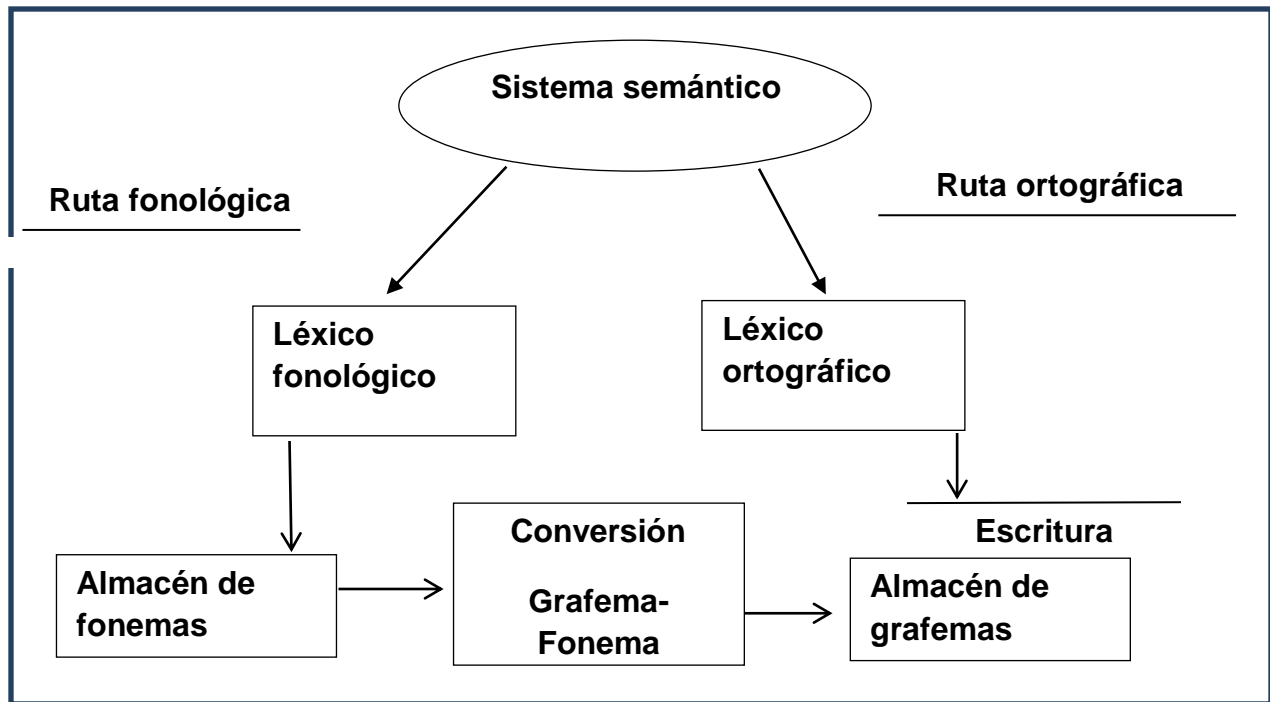 Sistema semántico
Ruta fonológica
Ruta ortográfica
Léxico
fonológico
Léxico
ortográfico
Almacén de
fonemas
Conversión
Grafema-
Fonema
Escritura
Almacén de
grafemas